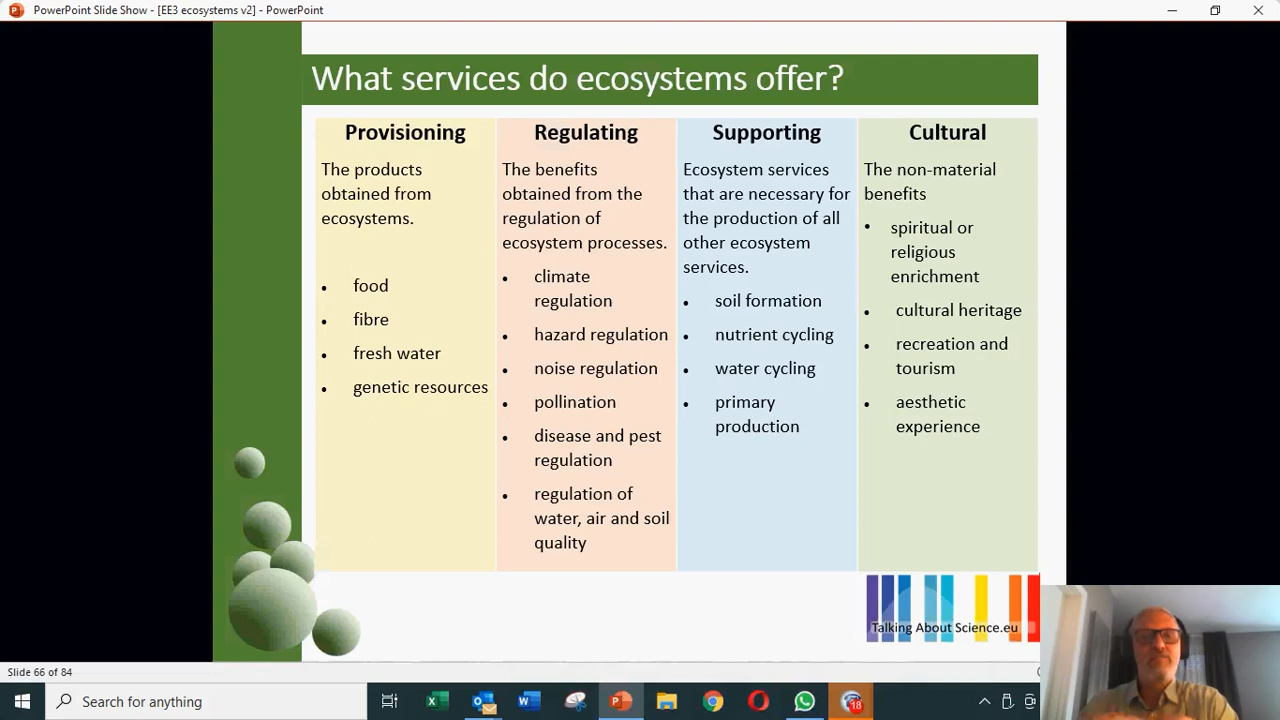 PowerPoint Slide Show - [EE3 ecosystems v2] - PowerPoint
What services do ecosystems offer?
Provisioning
The products
obtained from
ecosystems.
• food
• fibre
• fresh water
• genetic resources
Regulating
The benefits
obtained from the
regulation of
ecosystem processes.
• climate
regulation
• hazard regulation
• noise regulation
• pollination
• disease and pest
regulation
• regulation of
water, air and soil
quality
Supporting
Ecosystem services
that are necessary for
the production of all
other ecosystem
services.
• soil formation
• nutrient cycling
• water cycling
• primary
production
Cultural
The non-material
benefits
• spiritual or
religious
enrichment
• cultural heritage
• recreation and
tourism
• aesthetic
experience
Talking About Science.eu
Slide 66 of 84
Search for anything
18